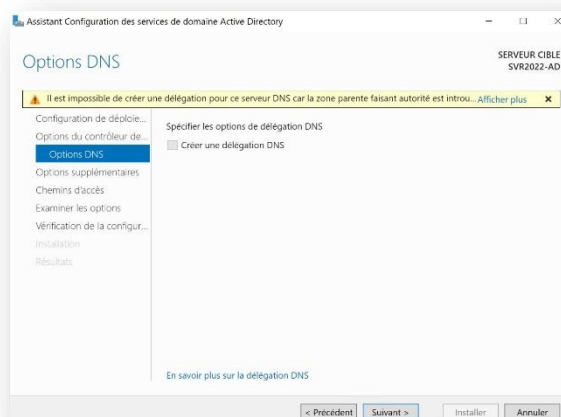 Assistant Configuration des services de domaine Active Directory
Options DNS
SERVEUR CIBLE
SVR2022-AD
Il est impossible de créer une délégation pour ce serveur DNS car la zone parente faisant autorité est introu... Afficher plus
Configuration de déploie...
Options du contrôleur de...
Options DNS
Options supplémentaires
Chemins d'accès
Examiner les options
Vérification de la configur...
Installation
Résultats
Spécifier les options de délégation DNS
Créer une délégation DNS
En savoir plus sur la délégation DNS
< Précédent Suivant > Installer Annuler